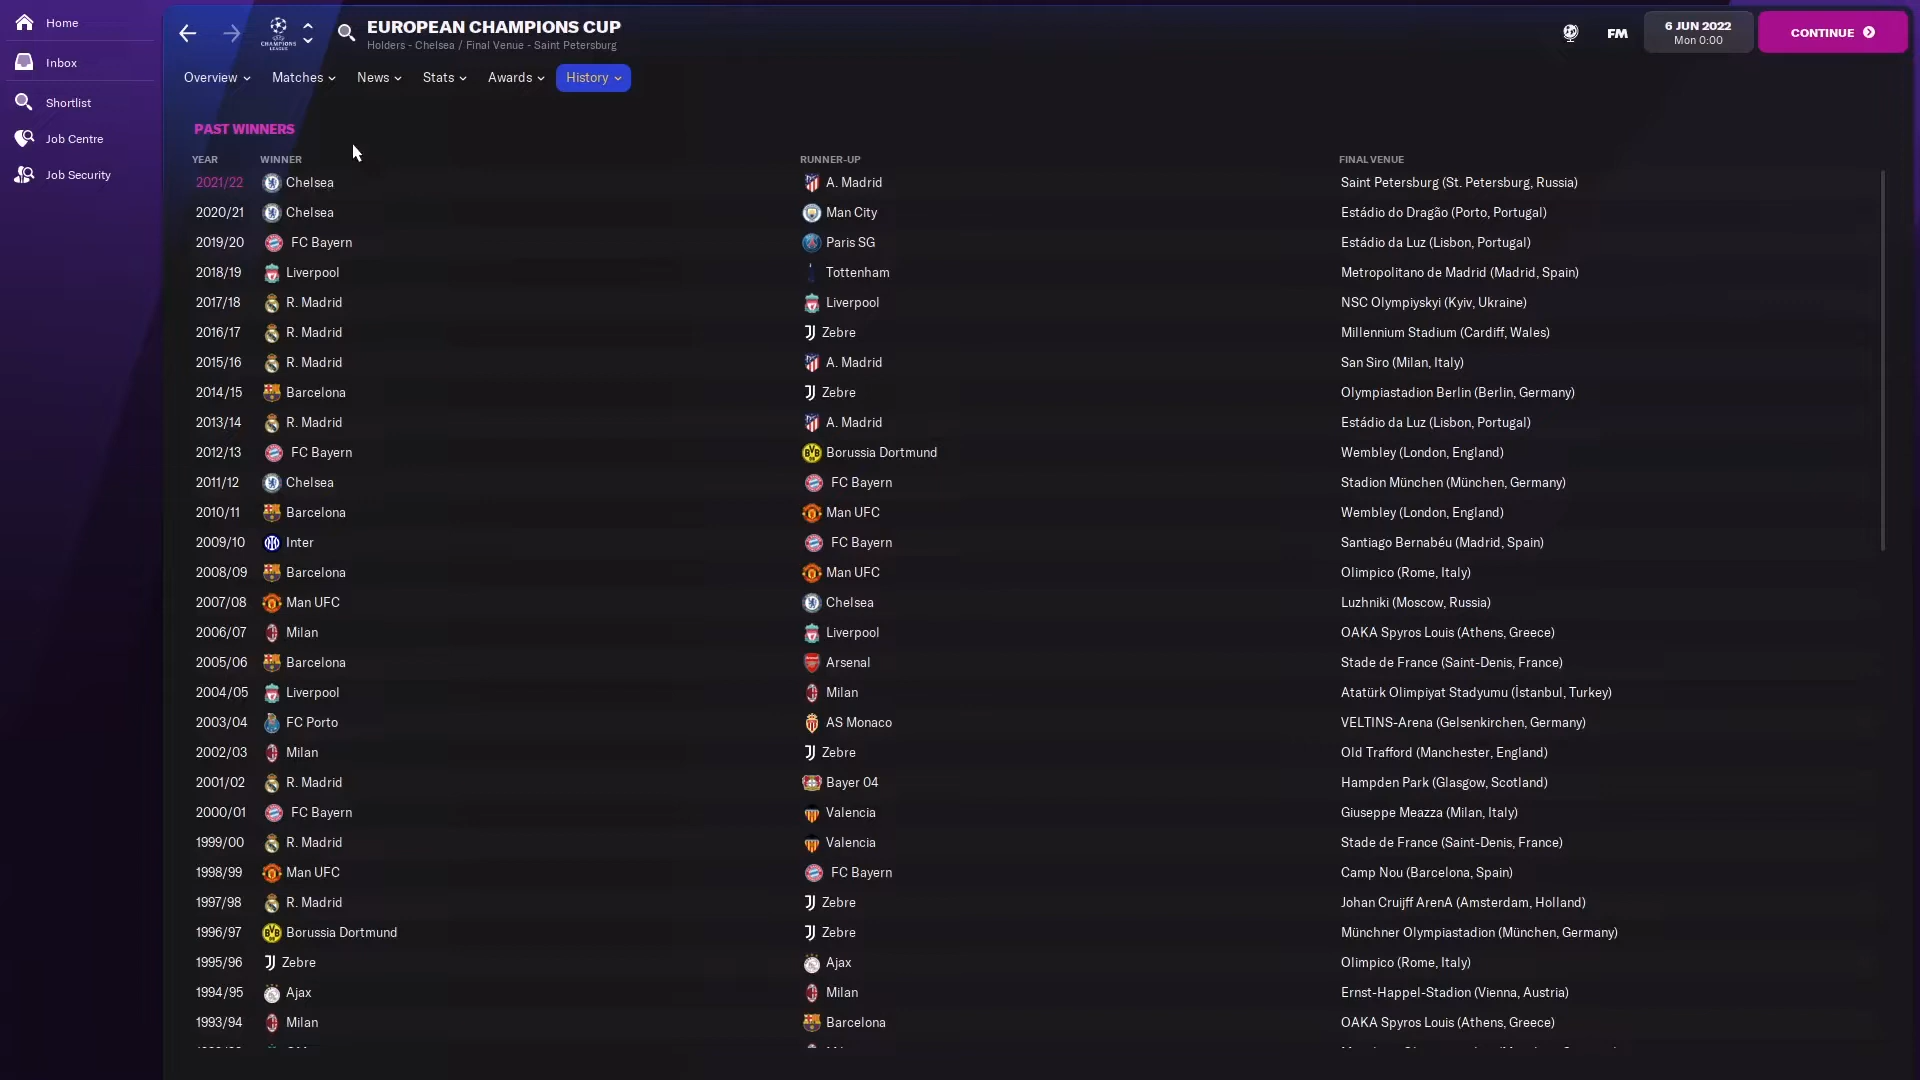 Home
Inbox
Shortlist
Job Centre
Job Security
CHAMPIONS LEAGUE
EUROPEAN CHAMPIONS CUP
Holders - Chelsea / Final Venue - Saint Petersburg
FM
6 JUN 2022
Mon 0:00
CONTINUE
Overview Matches News Stats Awards History
PAST WINNERS
YEAR WINNER RUNNER-UP FINAL VENUE
2021/22 Chelsea A. Madrid Saint Petersburg (St. Petersburg, Russia)
2020/21 Chelsea Man City Estádio do Dragão (Porto, Portugal)
2019/20 FC Bayern Paris SG Estádio da Luz (Lisbon, Portugal)
2018/19 Liverpool Tottenham Metropolitano de Madrid (Madrid, Spain)
2017/18 R. Madrid Liverpool NSC Olympiyskyi (Kyiv, Ukraine)
2016/17 R. Madrid Zebre Millennium Stadium (Cardiff, Wales)
2015/16 R. Madrid A. Madrid San Siro (Milan, Italy)
2014/15 Barcelona Zebre Olympiastadion Berlin (Berlin, Germany)
2013/14 R. Madrid A. Madrid Estádio da Luz (Lisbon, Portugal)
2012/13 FC Bayern Borussia Dortmund Wembley (London, England)
2011/12 Chelsea FC Bayern Stadion München (München, Germany)
2010/11 Barcelona Man UFC Wembley (London, England)
2009/10 Inter FC Bayern Santiago Bernabéu (Madrid, Spain)
2008/09 Barcelona Man UFC Olimpico (Rome, Italy)
2007/08 Man UFC Chelsea Luzhniki (Moscow, Russia)
2006/07 Milan Liverpool OAKA Spyros Louis (Athens, Greece)
2005/06 Barcelona Arsenal Stade de France (Saint-Denis, France)
2004/05 Liverpool Milan Atatürk Olimpiyat Stadyumu (İstanbul, Turkey)
2003/04 FC Porto AS Monaco VELTINS-Arena (Gelsenkirchen, Germany)
2002/03 Milan Zebre Old Trafford (Manchester, England)
2001/02 R. Madrid Bayer 04 Hampden Park (Glasgow, Scotland)
2000/01 FC Bayern Valencia Giuseppe Meazza (Milan, Italy)
1999/00 R. Madrid Valencia Stade de France (Saint-Denis, France)
1998/99 Man UFC FC Bayern Camp Nou (Barcelona, Spain)
1997/98 R. Madrid Zebre Johan Cruijff ArenA (Amsterdam, Holland)
1996/97 Borussia Dortmund Zebre Münchner Olympiastadion (München, Germany)
1995/96 Zebre Ajax Olimpico (Rome, Italy)
1994/95 Ajax Milan Ernst-Happel-Stadion (Vienna, Austria)
1993/94 Milan Barcelona OAKA Spyros Louis (Athens, Greece)